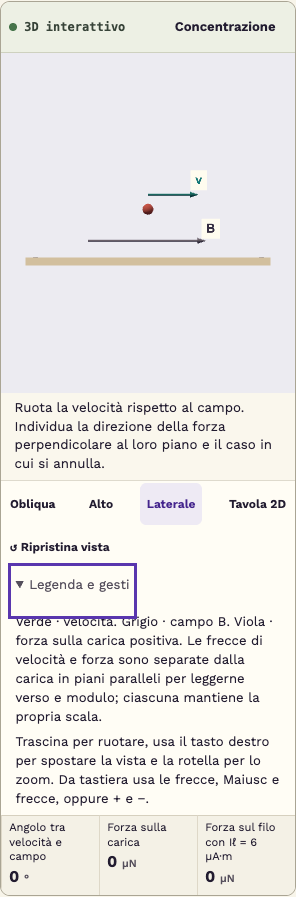 3D interattivo
Concentrazione
v
B
Ruota la velocità rispetto al campo.
Individua la direzione della forza
perpendicolare al loro piano e il caso in
cui si annulla.
Obliqua Alto Laterale Tavola 2D
↺ Ripristina vista
▼ Legenda e gesti
Verde · velocità. Grigio · campo B. Viola ·
forza sulla carica positiva. Le frecce di
velocità e forza sono separate dalla
carica in piani paralleli per leggerne
verso e modulo; ciascuna mantiene la
propria scala.
Trascina per ruotare, usa il tasto destro
per spostare la vista e la rotella per lo
zoom. Da tastiera usa le frecce, Maiusc e
frecce, oppure + e −.
Angolo tra
velocità e
campo
0 °
Forza sulla
carica
0 μN
Forza sul filo
con Iℓ = 6
μA·m
0 μN